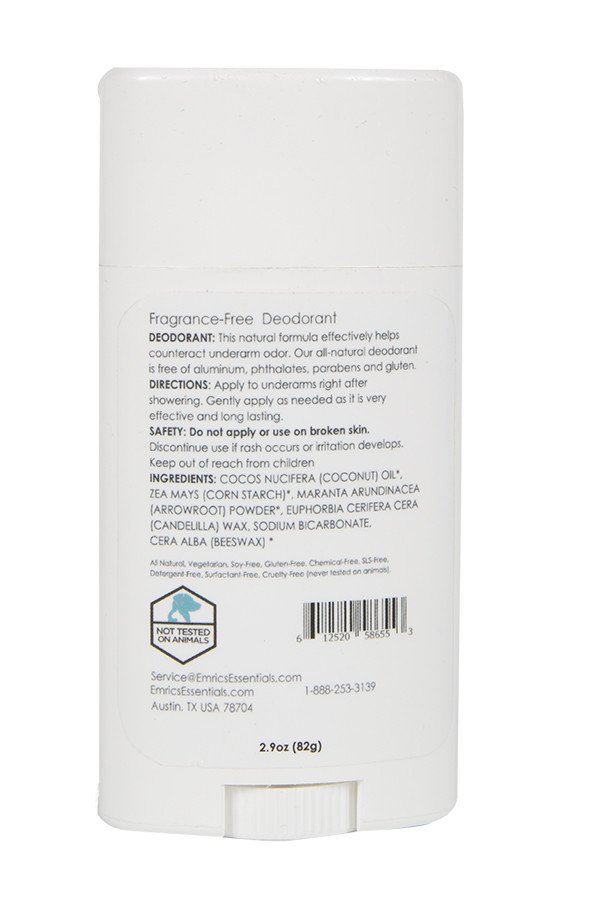 Fragrance-Free Deodorant
DEODORANT: This natural formula effectively helps
counteract underarm odor. Our all-natural deodorant
is free of aluminum, phthalates, parabens and gluten.
DIRECTIONS: Apply to underarms right after
showering. Gently apply as needed as it is very
effective and long lasting.
SAFETY: Do not apply or use on broken skin.
Discontinue use if rash occurs or irritation develops.
Keep out of reach from children
INGREDIENTS: COCOS NUCIFERA (COCONUT) OIL*,
ZEA MAYS (CORN STARCH)*, MARANTA ARUNDINACEA
(ARROWROOT) POWDER*, EUPHORBIA CERIFERA CERA
(CANDELILLA) WAX, SODIUM BICARBONATE,
CERA ALBA (BEESWAX) *
All Natural, Vegetarian, Soy-Free, Gluten-Free, Chemical-Free, SLS-Free,
Detergent-Free, Surfactant-Free, Cruelty-Free (never tested on animals).
NOT TESTED
ON ANIMALS
6 12520 58655 3
Service@EmricsEssentials.com
EmricsEssentials.com 1-888-253-3139
Austin, TX USA 78704
2.9oz (82g)